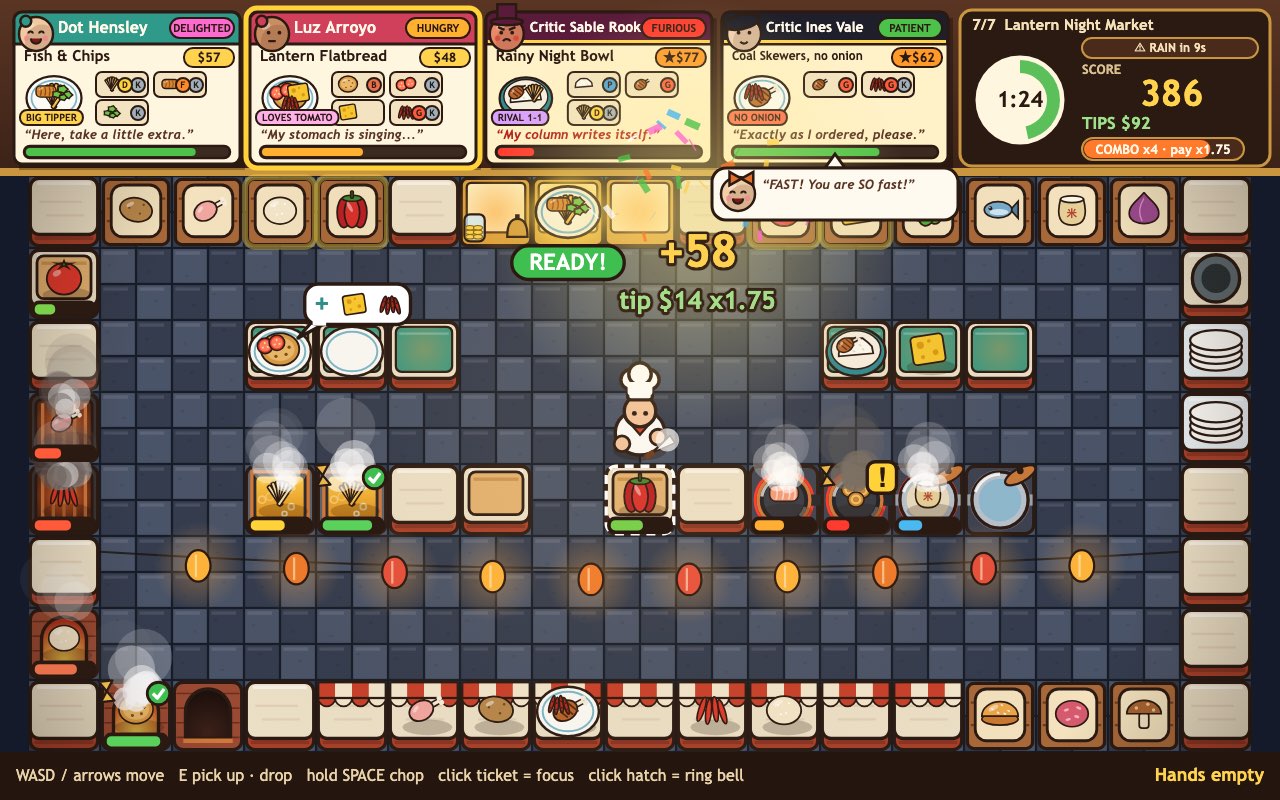 Dot Hensley DELIGHTED
Fish & Chips $57
D K
F K
K
BIG TIPPER
"Here, take a little extra."
Luz Arroyo HUNGRY
Lantern Flatbread $48
B
K
G K
LOVES TOMATO
"My stomach is singing..."
Critic Sable Rook FURIOUS
Rainy Night Bowl ★$77
P
G
D K
RIVAL 1-1
"My column writes itself."
Critic Ines Vale PATIENT
Coal Skewers, no onion ★$62
G
G K
NO ONION
"Exactly as I ordered, please."
7/7 Lantern Night Market
⚠ RAIN in 9s
1:24
SCORE
386
TIPS $92
COMBO x4 · pay x1.75
"FAST! You are SO fast!"
READY!
+58
tip $14 x1.75
+
!
WASD / arrows move E pick up · drop hold SPACE chop click ticket = focus click hatch = ring bell
Hands empty